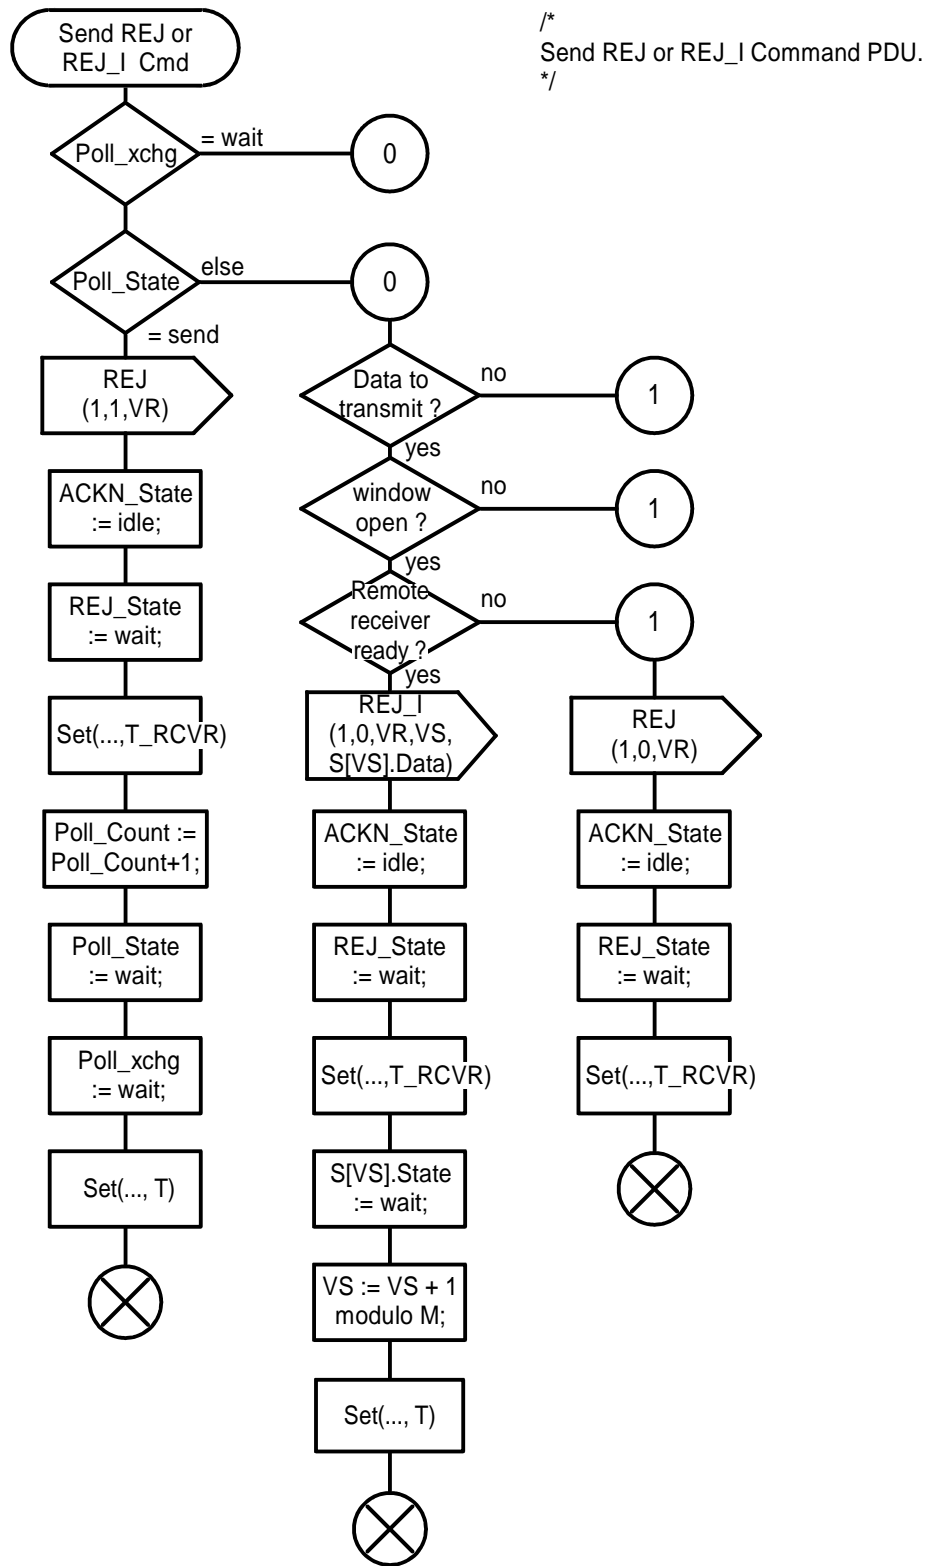 Send REJ or
REJ_I Cmd
/*
Send REJ or REJ_I Command PDU.
*/
Poll_xchg
= wait
0
Poll_State
else
0
= send
REJ
(1,1,VR)
ACKN_State
:= idle;
REJ_State
:= wait;
Set(...,T_RCVR)
Poll_Count :=
Poll_Count+1;
Poll_State
:= wait;
Poll_xchg
:= wait;
Set(..., T)
Data to
transmit ?
no
1
yes
window
open ?
no
1
yes
Remote
receiver
ready ?
no
1
yes
REJ_I
(1,0,VR,VS,
S[VS].Data)
ACKN_State
:= idle;
REJ_State
:= wait;
Set(...,T_RCVR)
S[VS].State
:= wait;
VS := VS + 1
modulo M;
Set(..., T)
REJ
(1,0,VR)
ACKN_State
:= idle;
REJ_State
:= wait;
Set(...,T_RCVR)